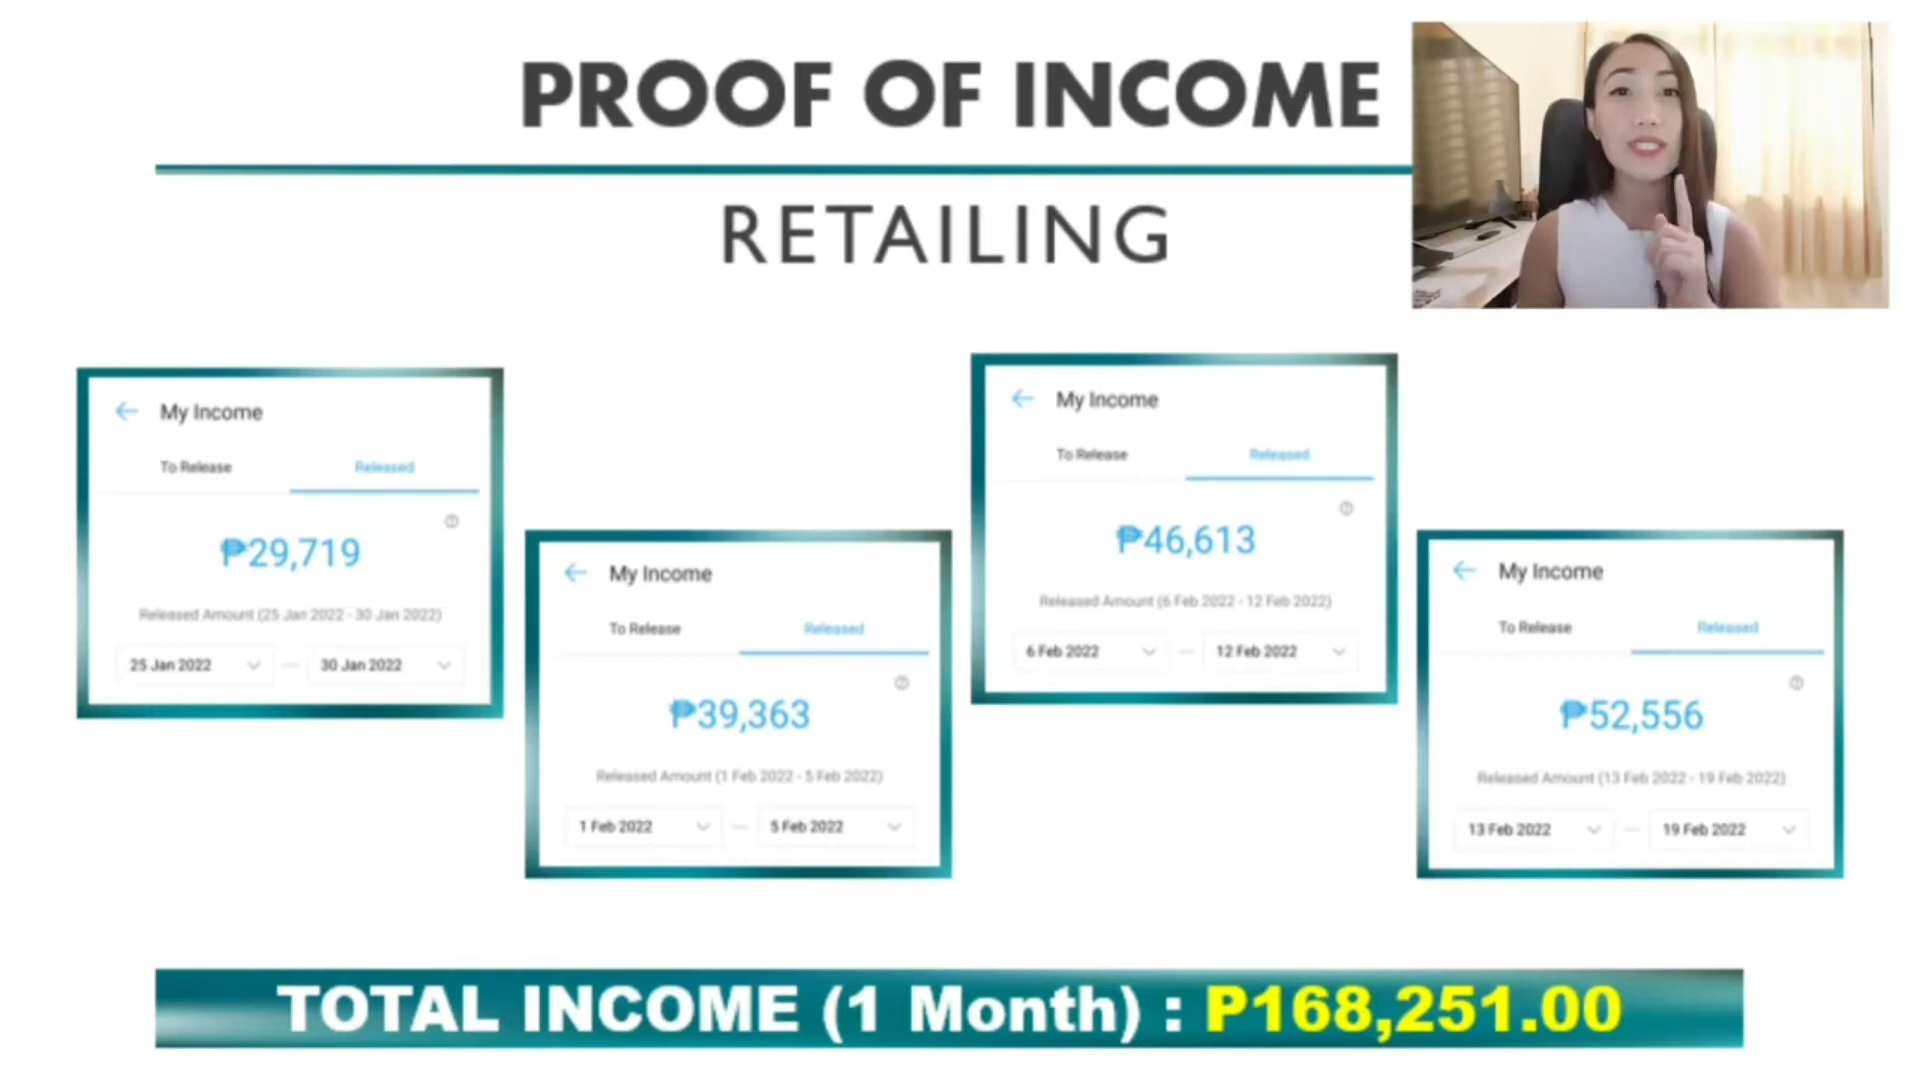 PROOF OF INCOME
RETAILING
My Income
To Release Released
₱29,719
Released Amount (25 Jan 2022 - 30 Jan 2022)
25 Jan 2022 — 30 Jan 2022
My Income
To Release Released
₱39,363
Released Amount (1 Feb 2022 - 5 Feb 2022)
1 Feb 2022 — 5 Feb 2022
My Income
To Release Released
₱46,613
Released Amount (6 Feb 2022 - 12 Feb 2022)
6 Feb 2022 — 12 Feb 2022
My Income
To Release Released
₱52,556
Released Amount (13 Feb 2022 - 19 Feb 2022)
13 Feb 2022 — 19 Feb 2022
TOTAL INCOME (1 Month) : P168,251.00